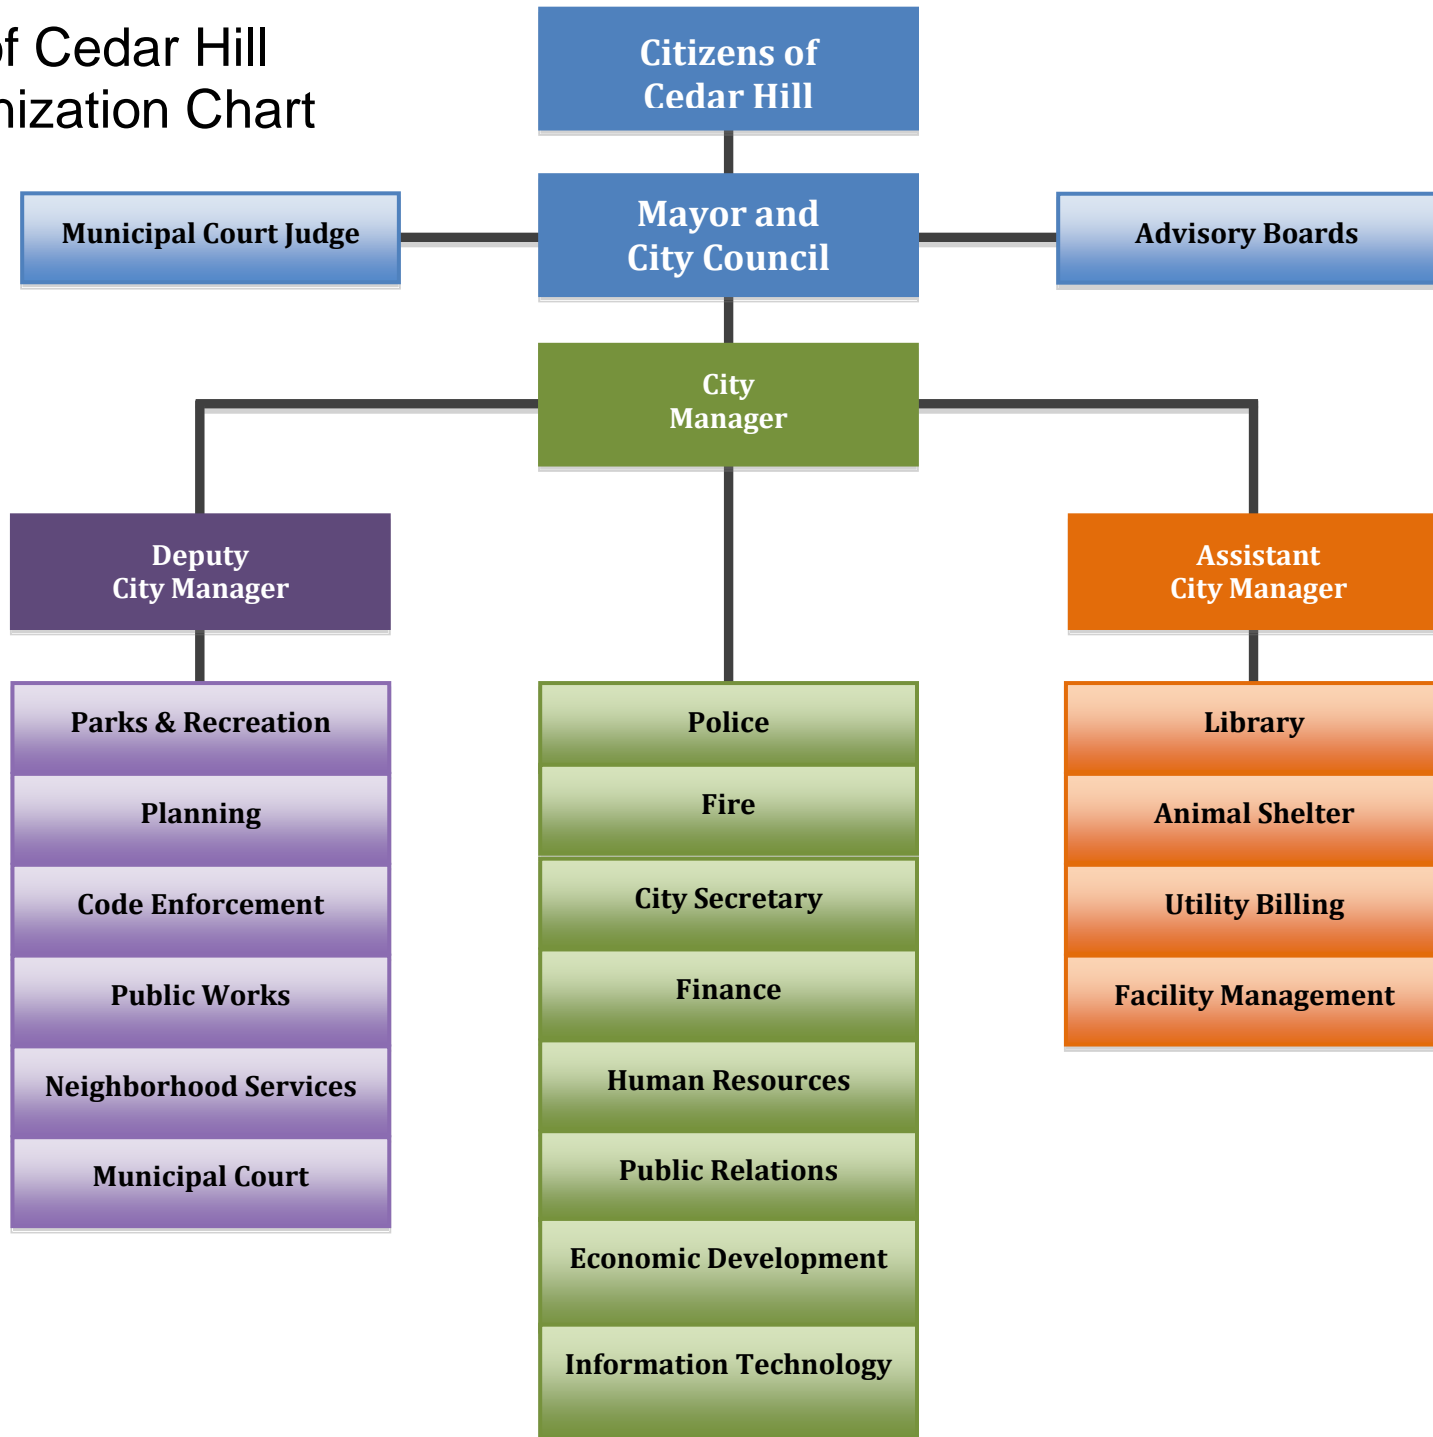 of Cedar Hill
nization Chart
Citizens of
Cedar Hill
Municipal Court Judge
Mayor and
City Council
Advisory Boards
City
Manager
Deputy
City Manager
Assistant
City Manager
Parks & Recreation
Planning
Code Enforcement
Public Works
Neighborhood Services
Municipal Court
Police
Fire
City Secretary
Finance
Human Resources
Public Relations
Economic Development
Information Technology
Library
Animal Shelter
Utility Billing
Facility Management